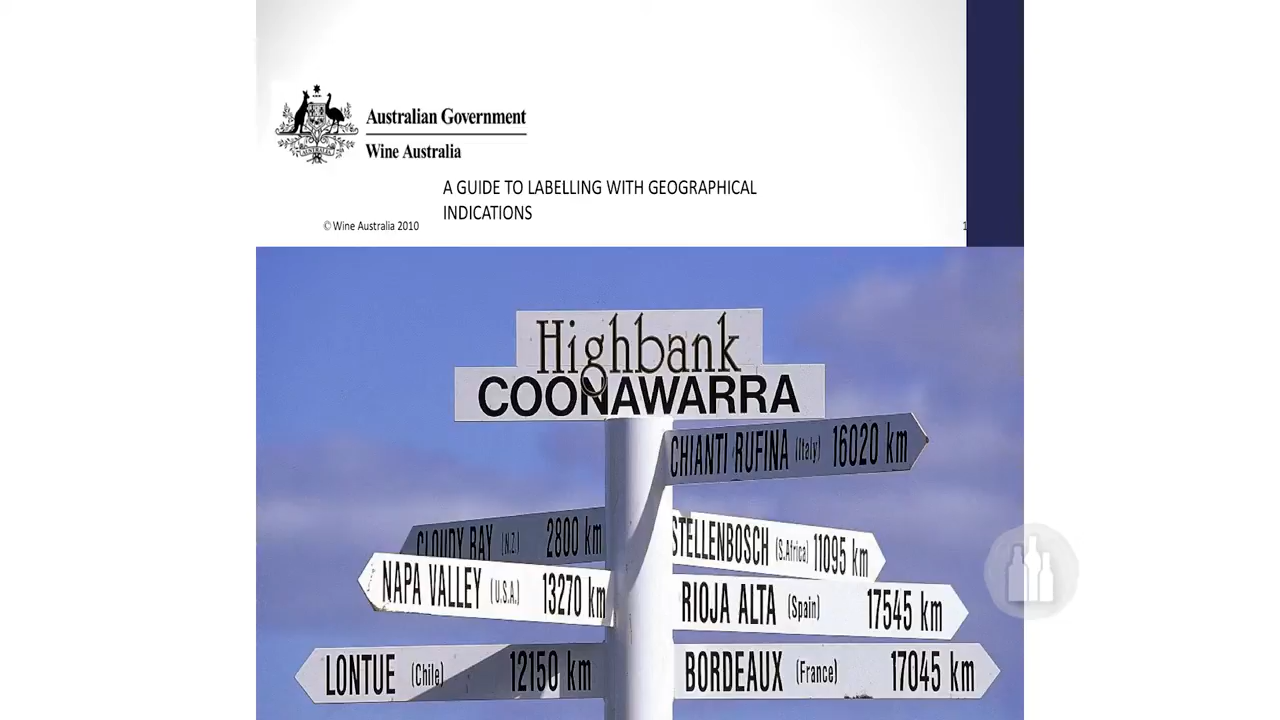 Australian Government
Wine Australia
A GUIDE TO LABELLING WITH GEOGRAPHICAL
INDICATIONS
© Wine Australia 2010
1
Highbank
COONAWARRA
CHIANTI RUFINA (Italy) 16020 km
CLOUDY BAY (N.Z.) 2800 km
STELLENBOSCH (S.Africa) 11095 km
NAPA VALLEY (U.S.A.) 13270 km
RIOJA ALTA (Spain) 17545 km
LONTUE (Chile) 12150 km
BORDEAUX (France) 17045 km